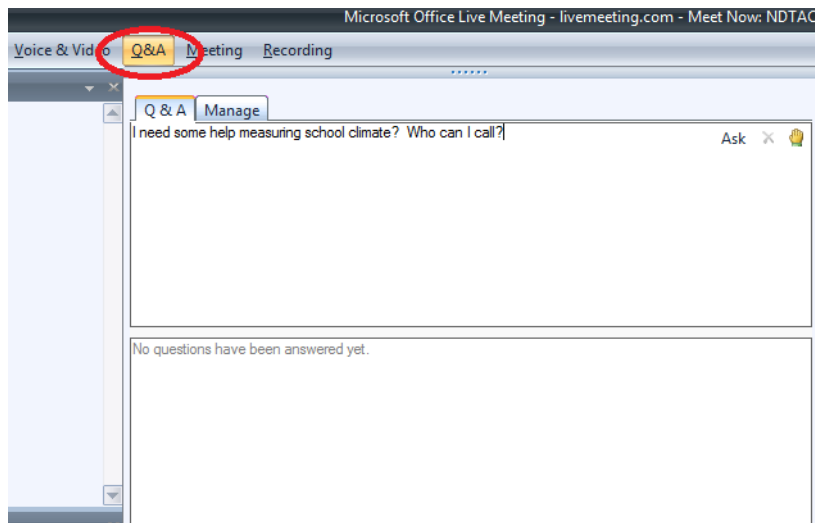 Microsoft Office Live Meeting - livemeeting.com - Meet Now: NDTAC
Voice & Video Q&A Meeting Recording
Q & A Manage
I need some help measuring school climate? Who can I call?
Ask
No questions have been answered yet.